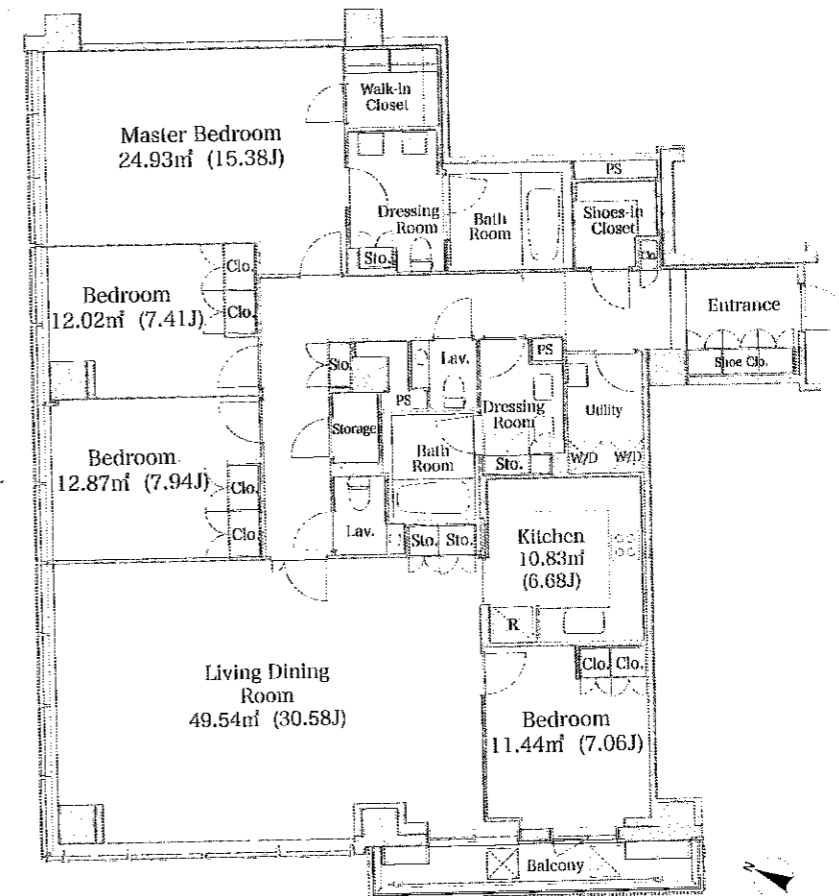 Walk-in
Closet
Master Bedroom
24.93㎡ (15.38J)
PS
Dressing
Room
Bath
Room
Shoes-in
Closet
Sto.
Clo.
Clo.
Bedroom
12.02㎡ (7.41J)
Clo.
Entrance
Sto.
Lav.
PS
Shoe Clo.
PS
Dressing
Room
Utility
Storage
Bath
Room
Bedroom
12.87㎡ (7.94J)
Clo.
Sto.
W/D
W/D
Clo.
Lav.
Sto.
Sto.
Kitchen
10.83㎡
(6.68J)
R
Living Dining
Room
49.54㎡ (30.58J)
Clo.
Clo.
Bedroom
11.44㎡ (7.06J)
Balcony
N